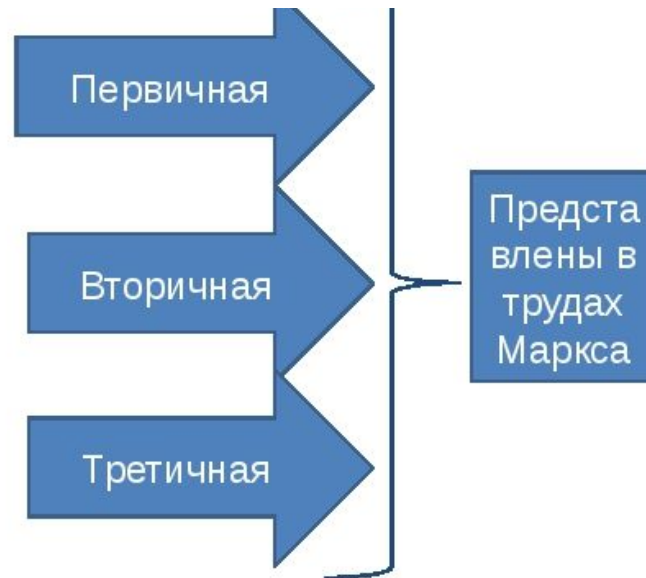 Первичная
Вторичная
Третичная
Предста
влены в
трудах
Маркса